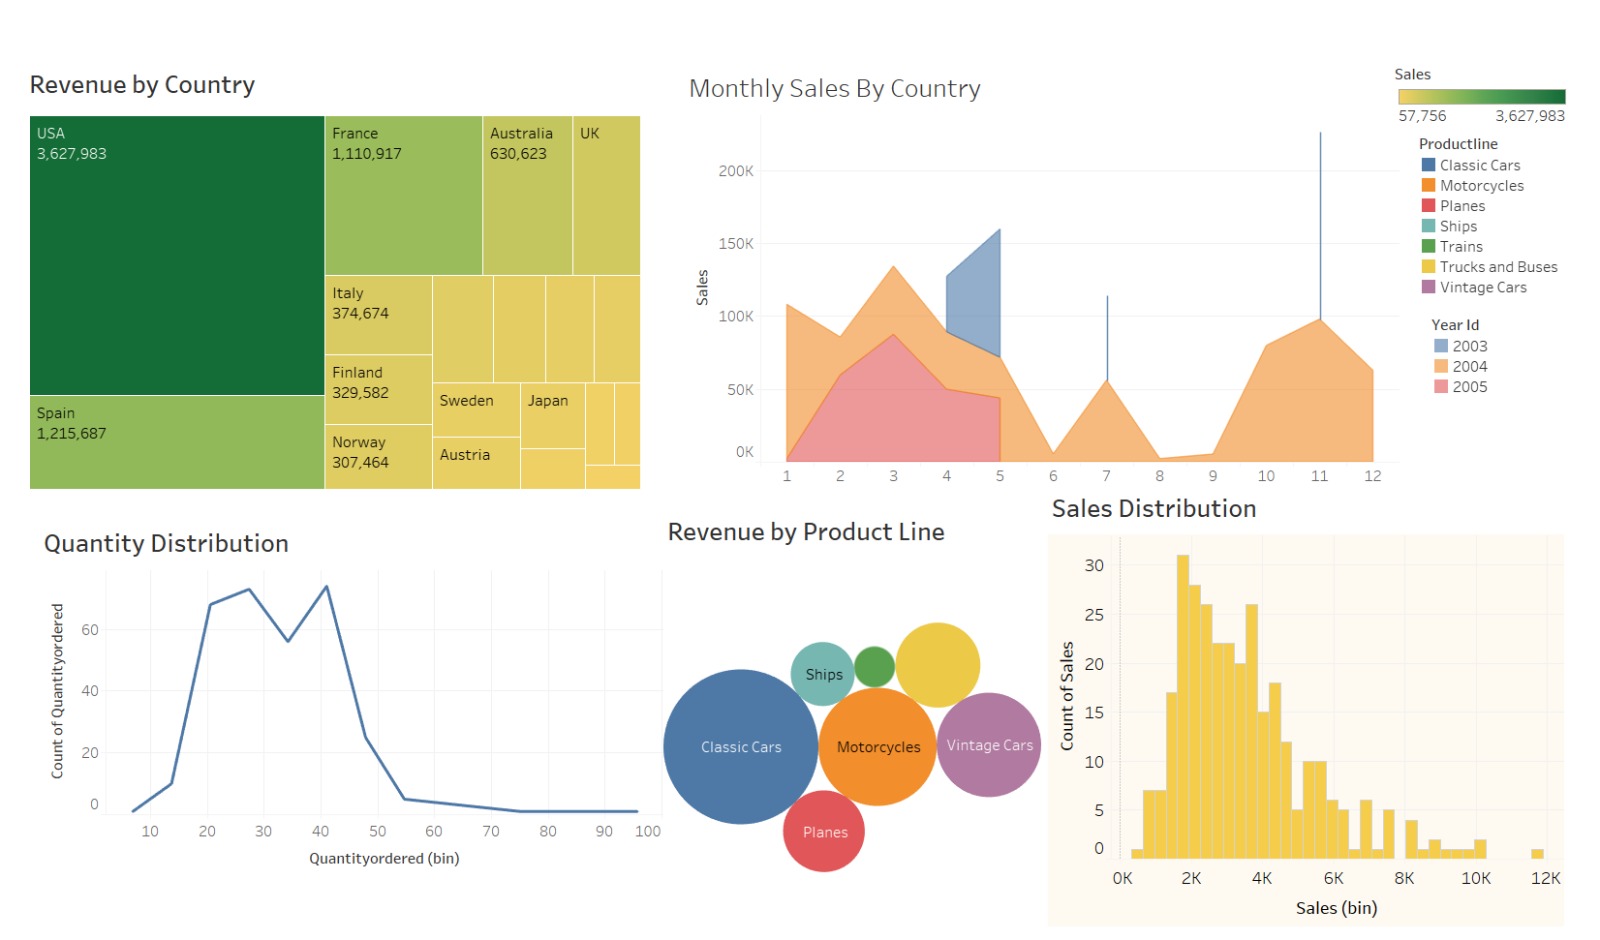 Revenue by Country
USA
3,627,983
Spain
1,215,687
France
1,110,917
Australia
630,623
UK
Italy
374,674
Finland
329,582
Norway
307,464
Sweden
Austria
Japan
Monthly Sales By Country
Sales
200K
150K
100K
50K
0K
1 2 3 4 5 6 7 8 9 10 11 12
Sales
57,756 3,627,983
Productline
Classic Cars
Motorcycles
Planes
Ships
Trains
Trucks and Buses
Vintage Cars
Year Id
2003
2004
2005
Quantity Distribution
Count of Quantityordered
60
40
20
0
10 20 30 40 50 60 70 80 90 100
Quantityordered (bin)
Revenue by Product Line
Ships
Classic Cars
Motorcycles
Vintage Cars
Planes
Sales Distribution
Count of Sales
30
25
20
15
10
5
0
0K 2K 4K 6K 8K 10K 12K
Sales (bin)